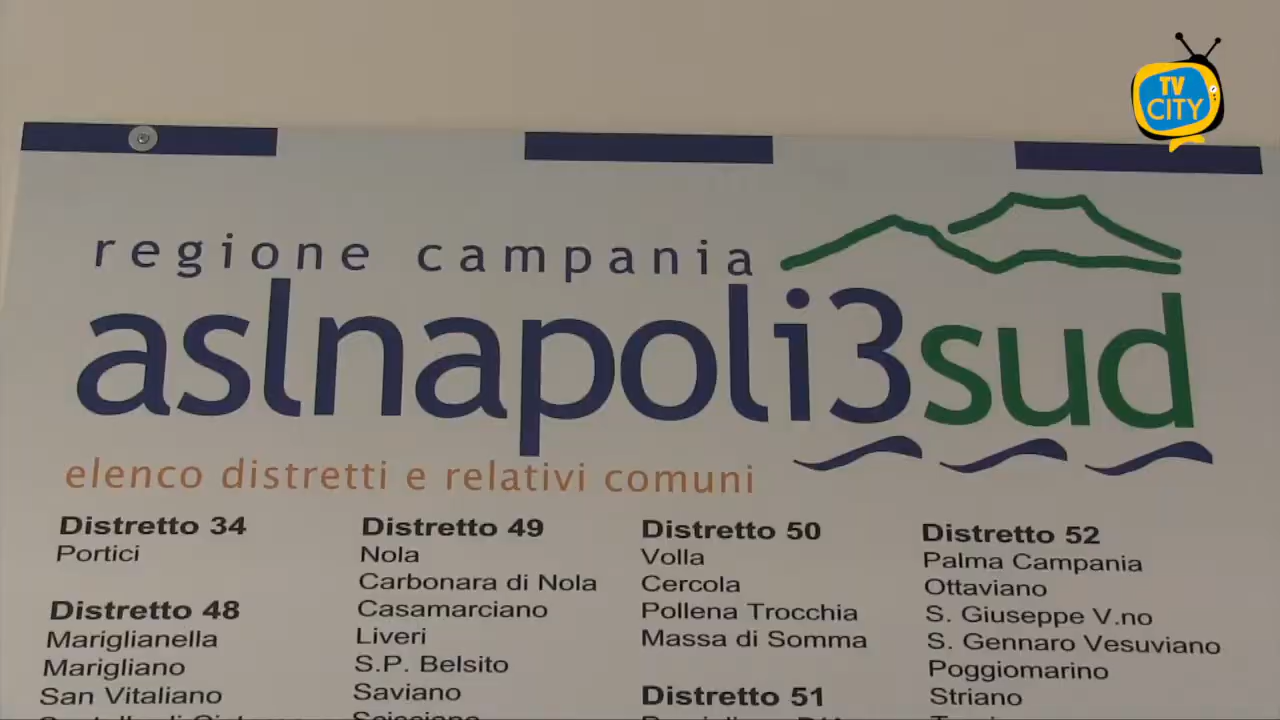 TV
CITY
regione campania
aslnapoli3sud
elenco distretti e relativi comuni
Distretto 34
Portici
Distretto 48
Mariglianella
Marigliano
San Vitaliano
Distretto 49
Nola
Carbonara di Nola
Casamarciano
Liveri
S.P. Belsito
Saviano
Distretto 50
Volla
Cercola
Pollena Trocchia
Massa di Somma
Distretto 51
Distretto 52
Palma Campania
Ottaviano
S. Giuseppe V.no
S. Gennaro Vesuviano
Poggiomarino
Striano